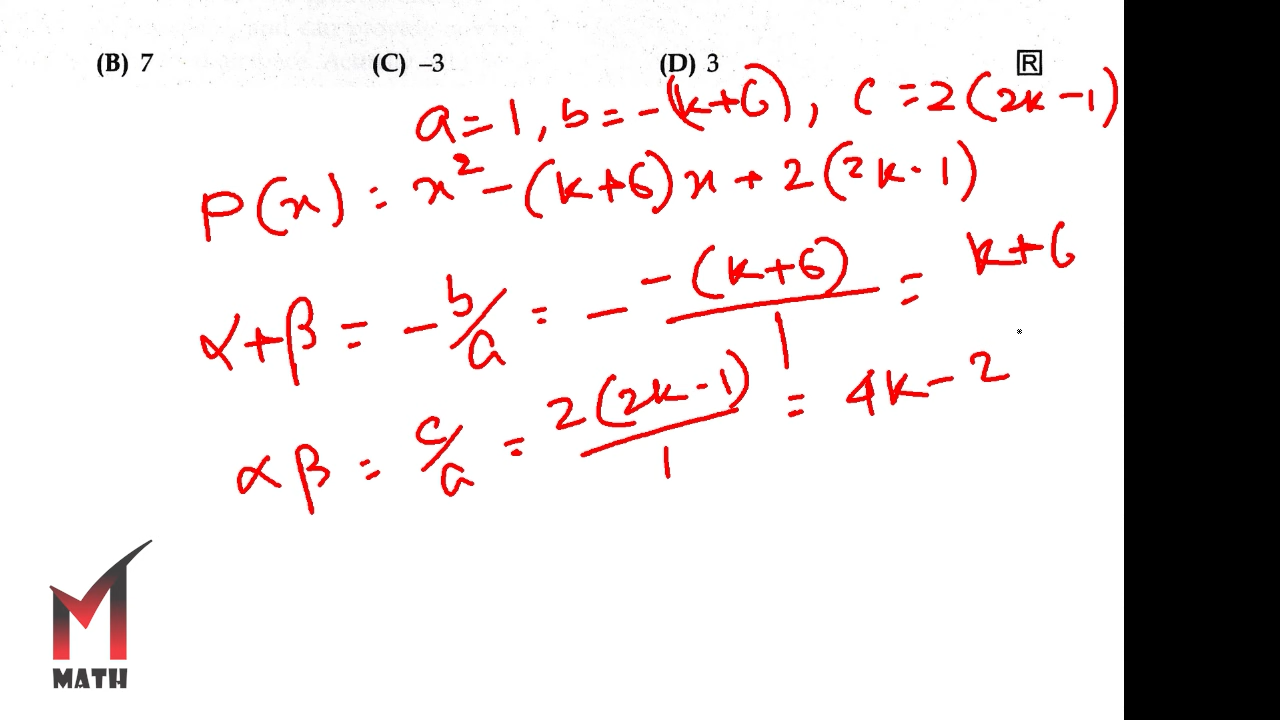 (B) 7 (C) –3 (D) 3 R
a = 1, b = -(k+6), c = 2(2k-1)
P(x) = x² - (k+6)x + 2(2k-1)
α+β = -b/a = - -(k+6)/1 = k+6
αβ = c/a = 2(2k-1)/1 = 4k-2
MATH